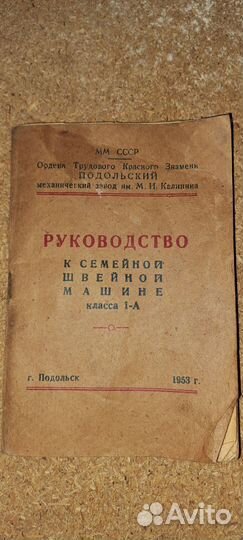 ММ СССР
Ордена Трудового Красного Знамени
ПОДОЛЬСКИЙ
механический завод им. М. И. Калинина
РУКОВОДСТВО
К СЕМЕЙНОЙ
ШВЕЙНОЙ
МАШИНЕ
класса 1-А
г. Подольск 1953 г.
Avito